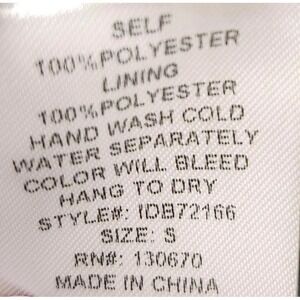 SELF
100%POLYESTER
LINING
100%POLYESTER
HAND WASH COLD
WATER SEPARATELY
COLOR WILL BLEED
HANG TO DRY
STYLE#: IDB72166
SIZE: S
RN#: 130670
MADE IN CHINA